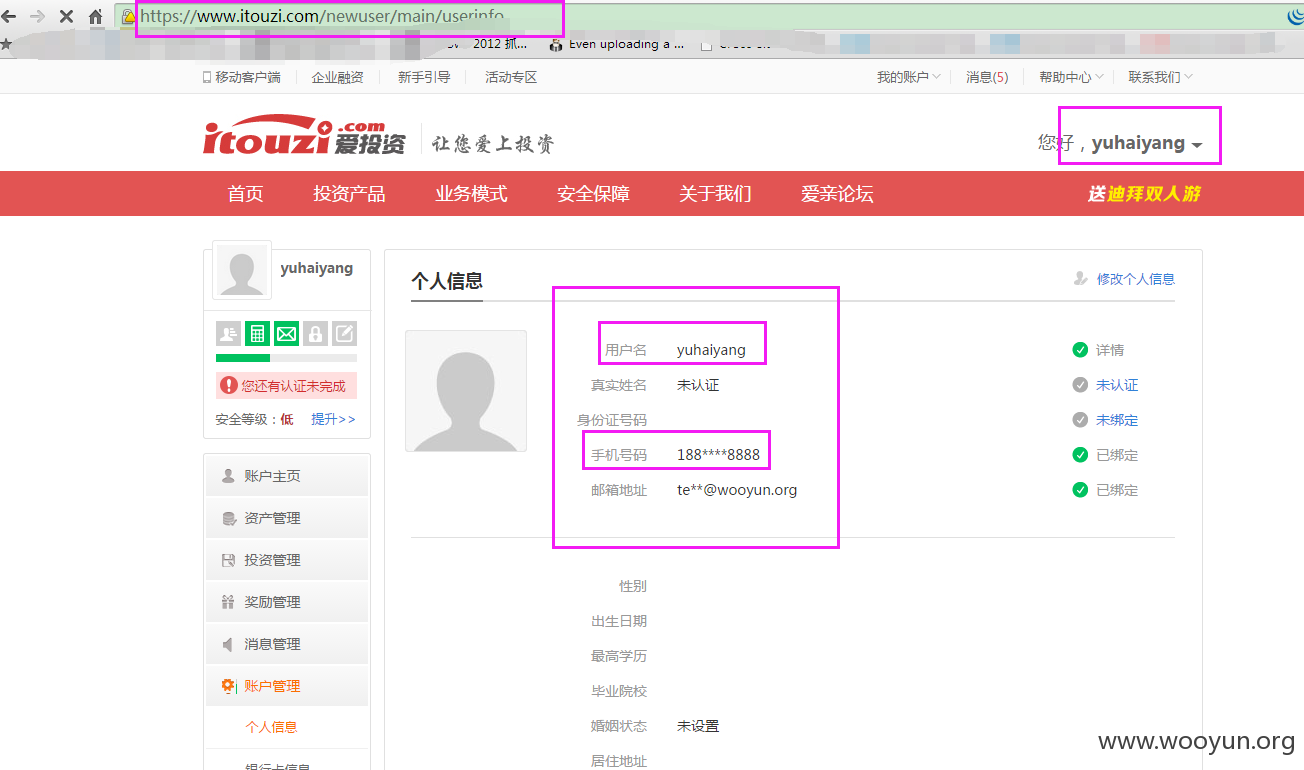 https://www.itouzi.com/newuser/main/userinfo
2012 抓... Even uploading a ...
移动客户端 企业融资 新手引导 活动专区 我的账户 消息(5) 帮助中心 联系我们
itouzi.com 爱投资 让您爱上投资 您好，yuhaiyang
首页 投资产品 业务模式 安全保障 关于我们 爱亲论坛 送迪拜双人游
yuhaiyang
您还有认证未完成
安全等级：低 提升>>
账户主页
资产管理
投资管理
奖励管理
消息管理
账户管理
个人信息
银行卡信息
个人信息 修改个人信息
用户名 yuhaiyang 详情
真实姓名 未认证 未认证
身份证号码 未绑定
手机号码 188****8888 已绑定
邮箱地址 te**@wooyun.org 已绑定
性别
出生日期
最高学历
毕业院校
婚姻状态 未设置
居住地址
www.wooyun.org